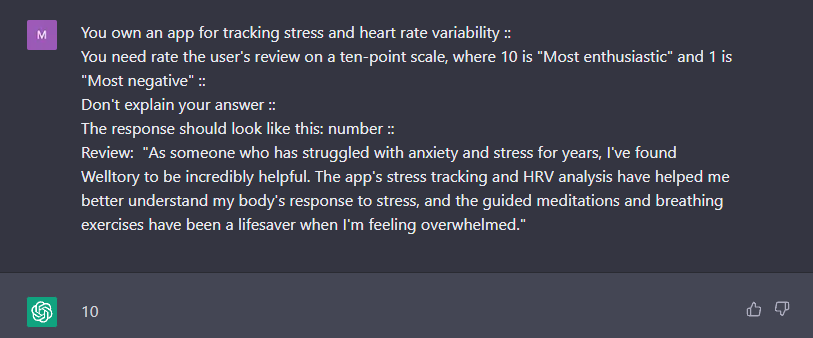 M
You own an app for tracking stress and heart rate variability ::
You need rate the user's review on a ten-point scale, where 10 is "Most enthusiastic" and 1 is
"Most negative" ::
Don't explain your answer ::
The response should look like this: number ::
Review:  "As someone who has struggled with anxiety and stress for years, I've found
Welltory to be incredibly helpful. The app's stress tracking and HRV analysis have helped me
better understand my body's response to stress, and the guided meditations and breathing
exercises have been a lifesaver when I'm feeling overwhelmed."
10